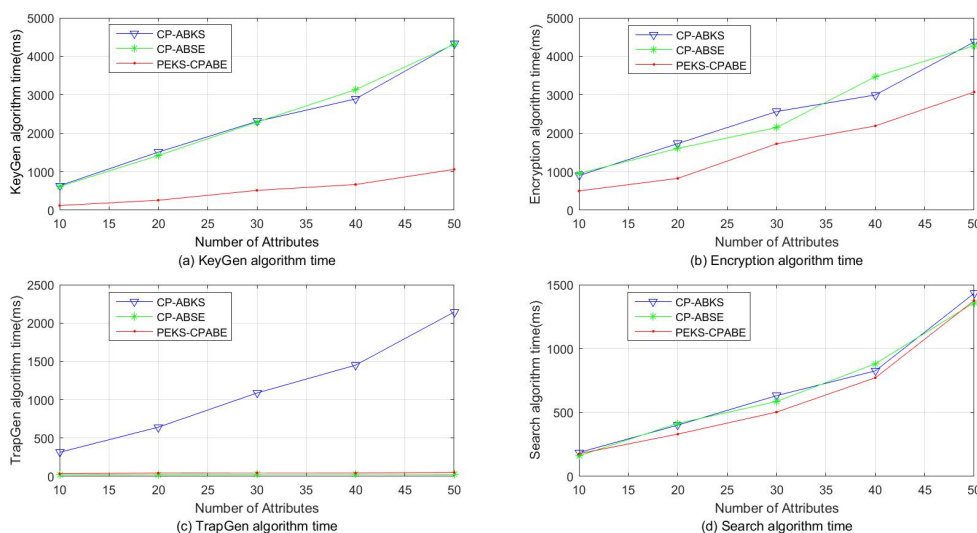 5000
4000
3000
2000
1000
0
KeyGen algorithm time(ms)
CP-ABKS
CP-ABSE
PEKS-CPABE
10 15 20 25 30 35 40 45 50
Number of Attributes
(a) KeyGen algorithm time
5000
4000
3000
2000
1000
0
Encryption algorithm time(ms)
CP-ABKS
CP-ABSE
PEKS-CPABE
10 15 20 25 30 35 40 45 50
Number of Attributes
(b) Encryption algorithm time
2500
2000
1500
1000
500
0
TrapGen algorithm time(ms)
CP-ABKS
CP-ABSE
PEKS-CPABE
10 15 20 25 30 35 40 45 50
Number of Attributes
(c) TrapGen algorithm time
1500
1000
500
0
Search algorithm time(ms)
CP-ABKS
CP-ABSE
PEKS-CPABE
10 15 20 25 30 35 40 45 50
Number of Attributes
(d) Search algorithm time